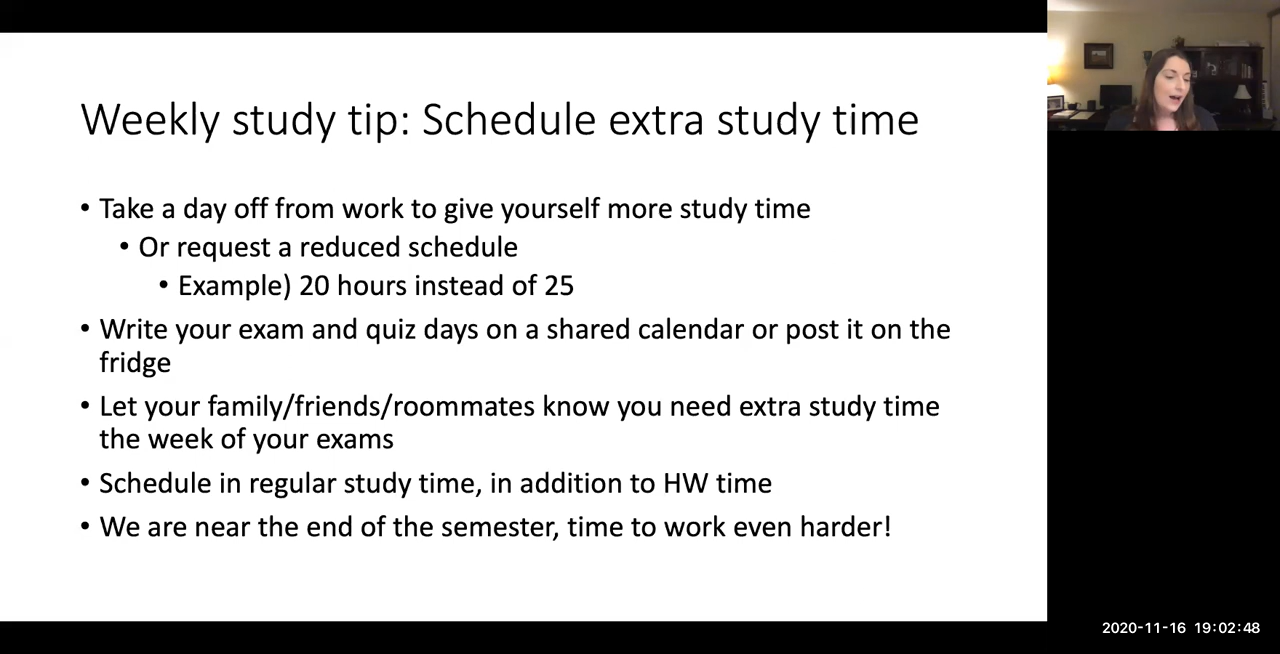 Weekly study tip: Schedule extra study time
• Take a day off from work to give yourself more study time
• Or request a reduced schedule
• Example) 20 hours instead of 25
• Write your exam and quiz days on a shared calendar or post it on the
fridge
• Let your family/friends/roommates know you need extra study time
the week of your exams
• Schedule in regular study time, in addition to HW time
• We are near the end of the semester, time to work even harder!
2020-11-16 19:02:48